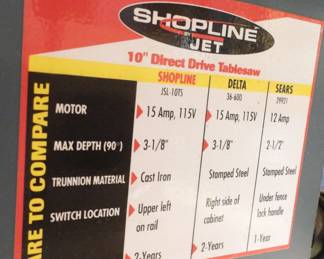 SHOPLINE
BY
JET
10" Direct Drive Tablesaw
SHOPLINE DELTA SEARS
JSL-10TS 36-600 29921
MOTOR 15 Amp, 115V 15 Amp, 115V 12 Amp
MAX DEPTH (90°) 3-1/8" 3-1/8" 2-1/2"
TRUNNION MATERIAL Cast Iron Stamped Steel Stamped Steel
SWITCH LOCATION Upper left Right side of Under fence
on rail cabinet lock handle
2-Years 2-Years 1-Year
ARE TO COMPARE